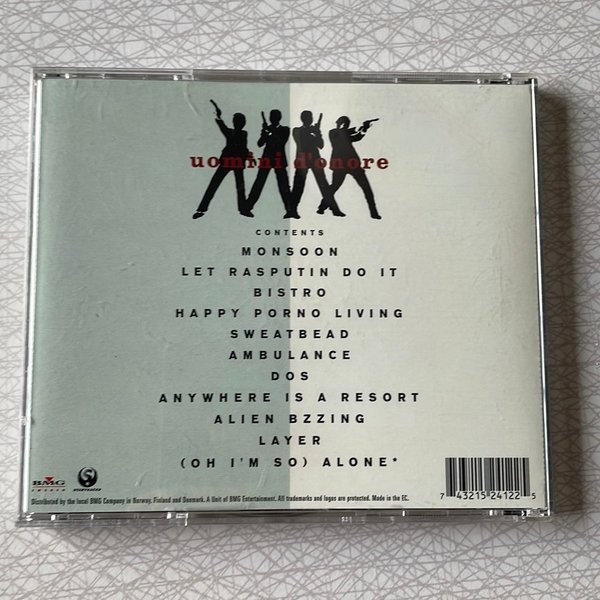 uomini d'onore
CONTENTS
MONSOON
LET RASPUTIN DO IT
BISTRO
HAPPY PORNO LIVING
SWEATBEAD
AMBULANCE
DOS
ANYWHERE IS A RESORT
ALIEN BZZING
LAYER
(OH I'M SO) ALONE*
BMG
SWEDEN
Distributed by the local BMG Company in Norway, Finland and Denmark. A Unit of BMG Entertainment. All trademarks and logos are protected. Made in the EC.
7 43215 24122 5